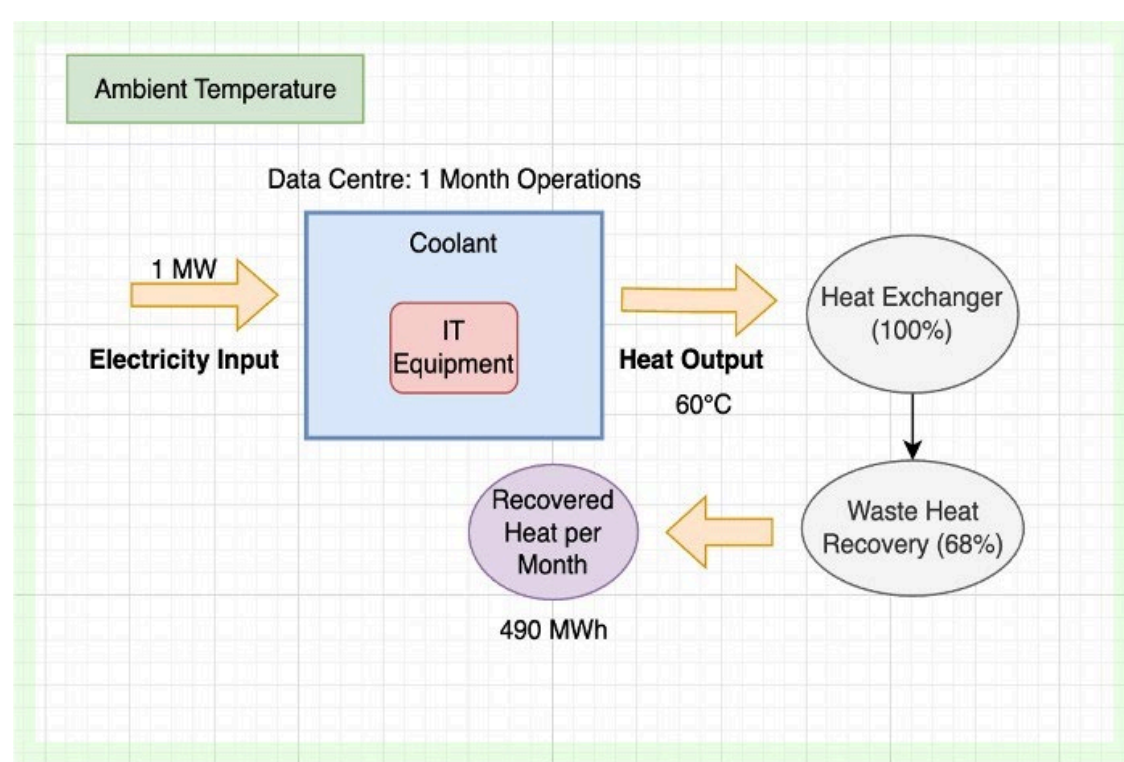 Ambient Temperature
Data Centre: 1 Month Operations
1 MW
Electricity Input
Coolant
IT
Equipment
Heat Output
60°C
Heat Exchanger
(100%)
Waste Heat
Recovery (68%)
Recovered
Heat per
Month
490 MWh